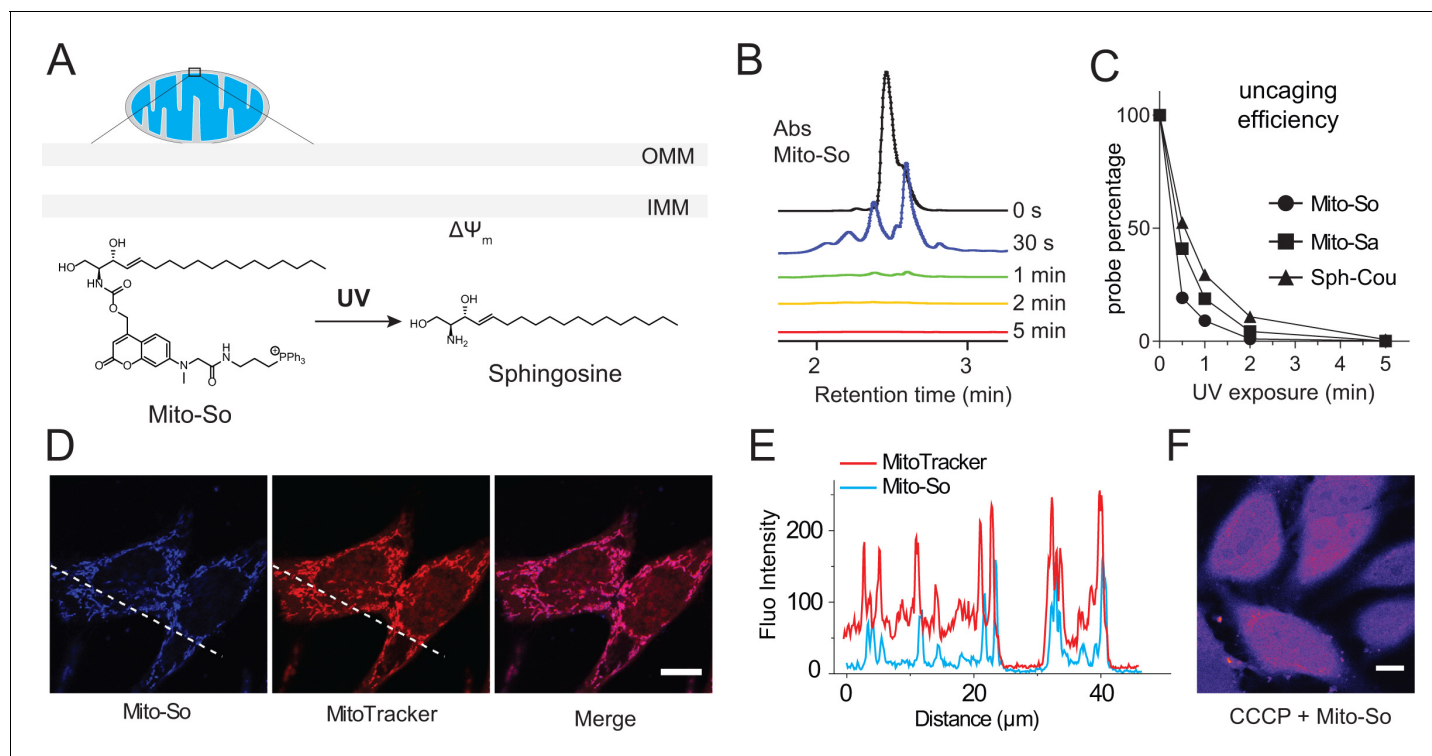 A
OMM
IMM
ΔΨm
OH
HO
HN
O
O
O
O
N
O
H
N
PPh3
+
Mito-So
UV
OH
HO
NH2
Sphingosine
B
Abs
Mito-So
0 s
30 s
1 min
2 min
5 min
2
3
Retention time (min)
C
uncaging
efficiency
probe percentage
100
50
0
Mito-So
Mito-Sa
Sph-Cou
0 1 2 3 4 5
UV exposure (min)
D
Mito-So
MitoTracker
Merge
E
MitoTracker
Mito-So
Fluo Intensity
200
100
0
0 20 40
Distance (µm)
F
CCCP + Mito-So